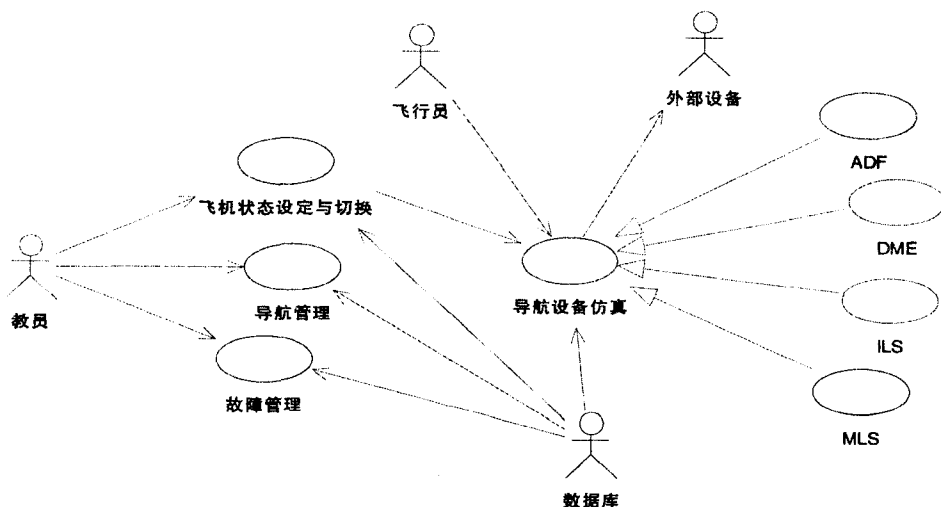 飞行员
外部设备
ADF
飞机状态设定与切换
DME
教员
导航管理
导航设备仿真
ILS
故障管理
MLS
数据库